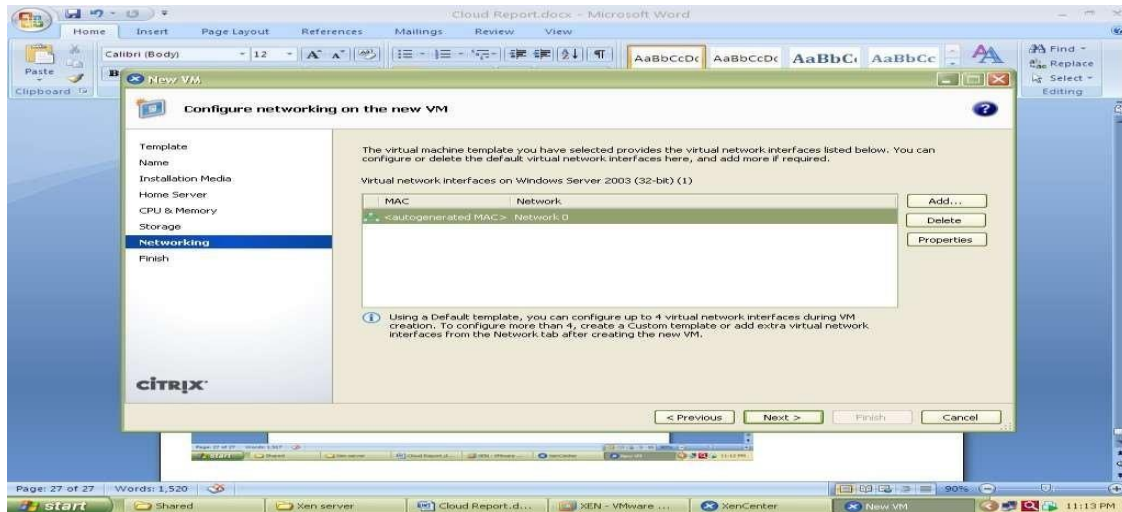 Cloud Report.docx - Microsoft Word
Home Insert Page Layout References Mailings Review View
Calibri (Body) 12
Paste
B
Clipboard
AaBbCcDc AaBbCcDc AaBbC AaBbCc
Find
Replace
Select
Editing
New VM
Configure networking on the new VM
Template
Name
Installation Media
Home Server
CPU & Memory
Storage
Networking
Finish
The virtual machine template you have selected provides the virtual network interfaces listed below. You can
configure or delete the default virtual network interfaces here, and add more if required.
Virtual network interfaces on Windows Server 2003 (32-bit) (1)
MAC Network
<autogenerated MAC> Network 0
Add...
Delete
Properties
Using a Default template, you can configure up to 4 virtual network interfaces during VM
creation. To configure more than 4, create a Custom template or add extra virtual network
interfaces from the Network tab after creating the new VM.
CITRIX
< Previous Next > Finish Cancel
Page: 27 of 27 Words: 1,520 90%
start Shared Xen server Cloud Report.d... XEN - VMware ... XenCenter New VM 11:13 PM